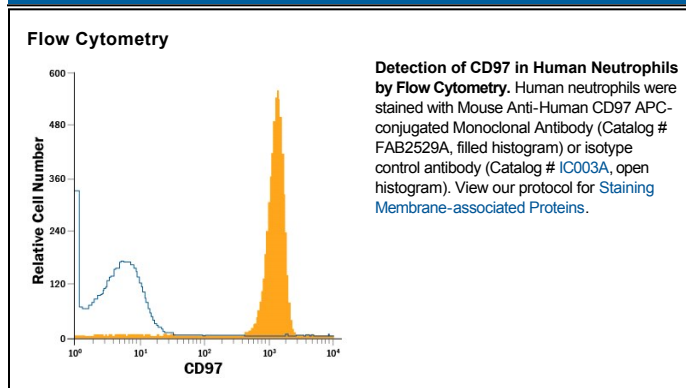 Flow Cytometry
Detection of CD97 in Human Neutrophils
by Flow Cytometry. Human neutrophils were
stained with Mouse Anti-Human CD97 APC-
conjugated Monoclonal Antibody (Catalog #
FAB2529A, filled histogram) or isotype
control antibody (Catalog # IC003A, open
histogram). View our protocol for Staining
Membrane-associated Proteins.
Relative Cell Number
600
480
360
240
120
0
10⁰ 10¹ 10² 10³ 10⁴
CD97